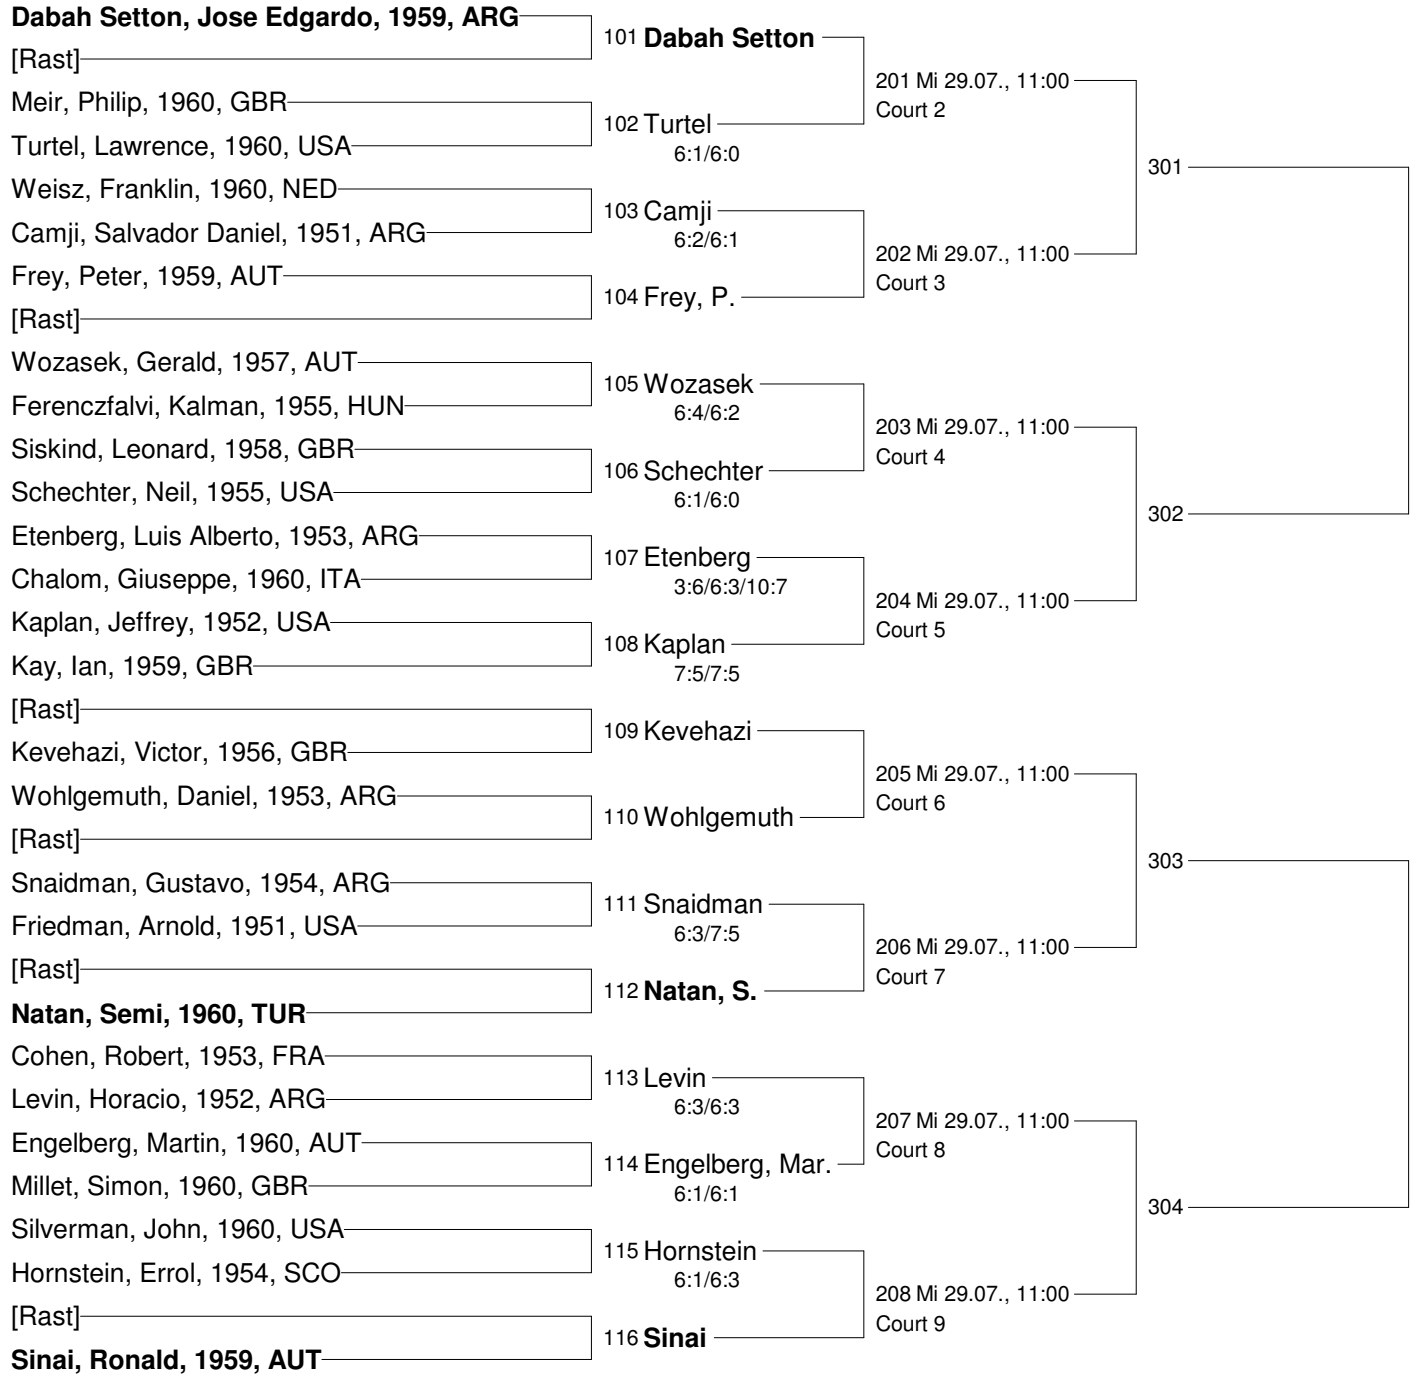 Dabah Setton, Jose Edgardo, 1959, ARG
[Rast]
Meir, Philip, 1960, GBR
Turtel, Lawrence, 1960, USA
Weisz, Franklin, 1960, NED
Camji, Salvador Daniel, 1951, ARG
Frey, Peter, 1959, AUT
[Rast]
Wozasek, Gerald, 1957, AUT
Ferenczfalvi, Kalman, 1955, HUN
Siskind, Leonard, 1958, GBR
Schechter, Neil, 1955, USA
Etenberg, Luis Alberto, 1953, ARG
Chalom, Giuseppe, 1960, ITA
Kaplan, Jeffrey, 1952, USA
Kay, Ian, 1959, GBR
[Rast]
Kevehazi, Victor, 1956, GBR
Wohlgemuth, Daniel, 1953, ARG
[Rast]
Snaidman, Gustavo, 1954, ARG
Friedman, Arnold, 1951, USA
[Rast]
Natan, Semi, 1960, TUR
Cohen, Robert, 1953, FRA
Levin, Horacio, 1952, ARG
Engelberg, Martin, 1960, AUT
Millet, Simon, 1960, GBR
Silverman, John, 1960, USA
Hornstein, Errol, 1954, SCO
[Rast]
Sinai, Ronald, 1959, AUT
101 Dabah Setton
102 Turtel
6:1/6:0
103 Camji
6:2/6:1
104 Frey, P.
105 Wozasek
6:4/6:2
106 Schechter
6:1/6:0
107 Etenberg
3:6/6:3/10:7
108 Kaplan
7:5/7:5
109 Kevehazi
110 Wohlgemuth
111 Snaidman
6:3/7:5
112 Natan, S.
113 Levin
6:3/6:3
114 Engelberg, Mar.
6:1/6:1
115 Hornstein
6:1/6:3
116 Sinai
201 Mi 29.07., 11:00
Court 2
202 Mi 29.07., 11:00
Court 3
203 Mi 29.07., 11:00
Court 4
204 Mi 29.07., 11:00
Court 5
205 Mi 29.07., 11:00
Court 6
206 Mi 29.07., 11:00
Court 7
207 Mi 29.07., 11:00
Court 8
208 Mi 29.07., 11:00
Court 9
301
302
303
304